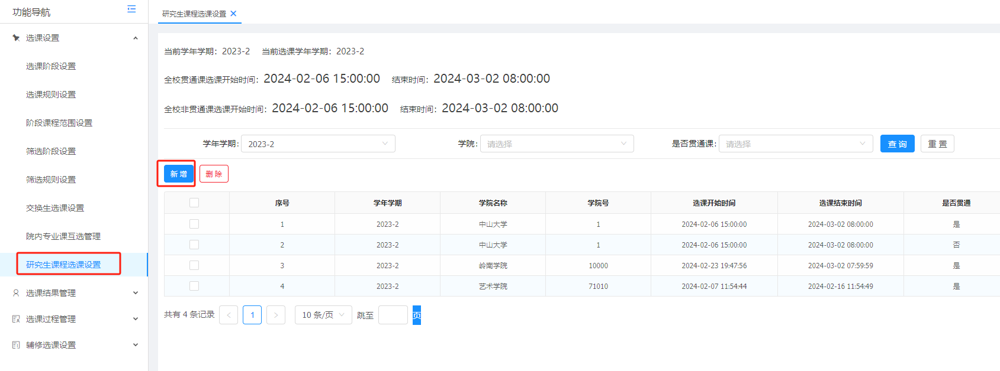 功能导航
选课设置
选课阶段设置
选课规则设置
阶段课程范围设置
筛选阶段设置
筛选规则设置
交换生选课设置
院内专业课互选管理
研究生课程选课设置
选课结果管理
选课过程管理
辅修选课设置
研究生课程选课设置
当前学年学期：2023-2 当前选课学年学期：2023-2
全校贯通课选课开始时间：2024-02-06 15:00:00 结束时间：2024-03-02 08:00:00
全校非贯通课选课开始时间：2024-02-06 15:00:00 结束时间：2024-03-02 08:00:00
学年学期: 2023-2 学院: 请选择 是否贯通课: 请选择 查询 重置
新增 删除
序号 学年学期 学院名称 学院号 选课开始时间 选课结束时间 是否贯通
1 2023-2 中山大学 1 2024-02-06 15:00:00 2024-03-02 08:00:00 是
2 2023-2 中山大学 1 2024-02-06 15:00:00 2024-03-02 08:00:00 否
3 2023-2 岭南学院 10000 2024-02-23 19:47:56 2024-03-02 07:59:59 是
4 2023-2 艺术学院 71010 2024-02-07 11:54:44 2024-02-16 11:54:49 是
共有 4 条记录 < 1 > 10 条/页 跳至 页